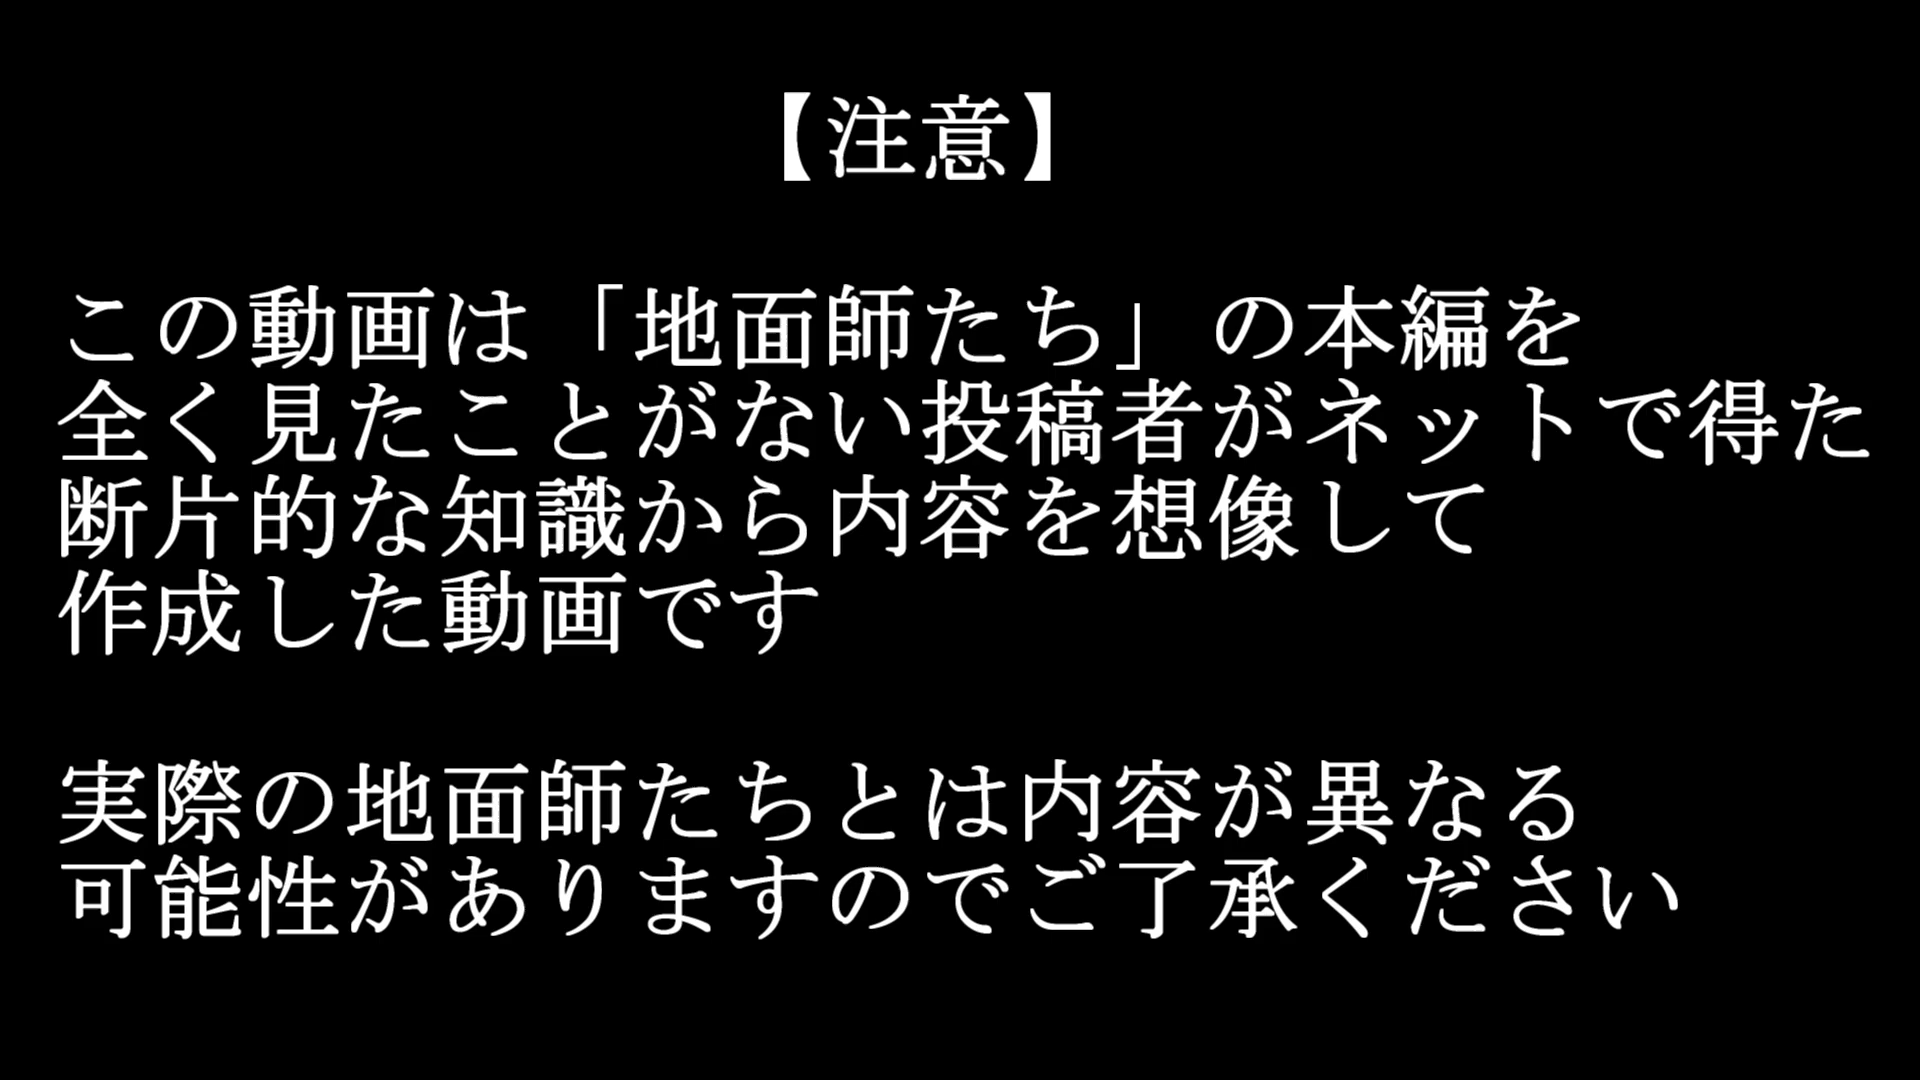 【注意】
この動画は「地面師たち」の本編を
全く見たことがない投稿者がネットで得た
断片的な知識から内容を想像して
作成した動画です
実際の地面師たちとは内容が異なる
可能性がありますのでご了承ください